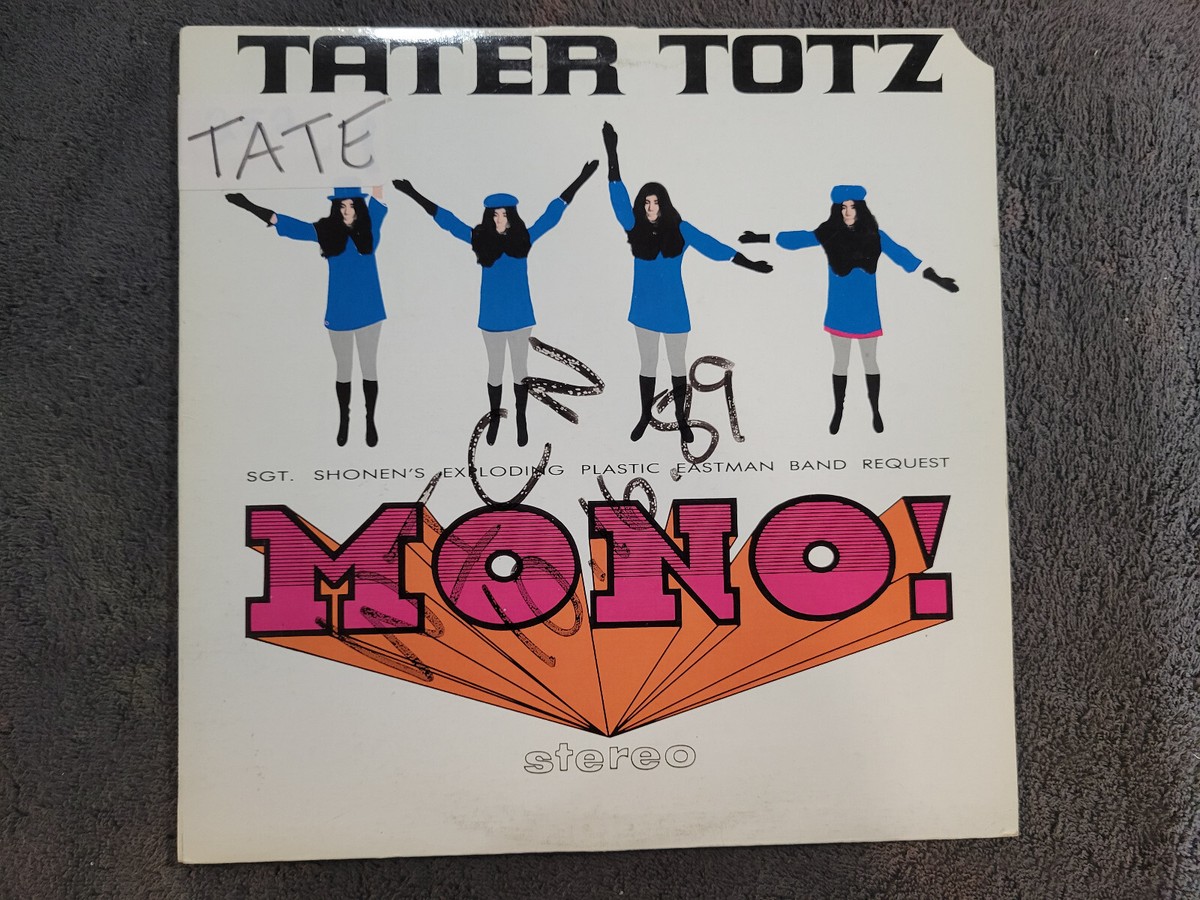 TATER TOTZ
TATE
SGT. SHONEN'S EXPLODING PLASTIC EASTMAN BAND REQUEST
MONO!
stereo